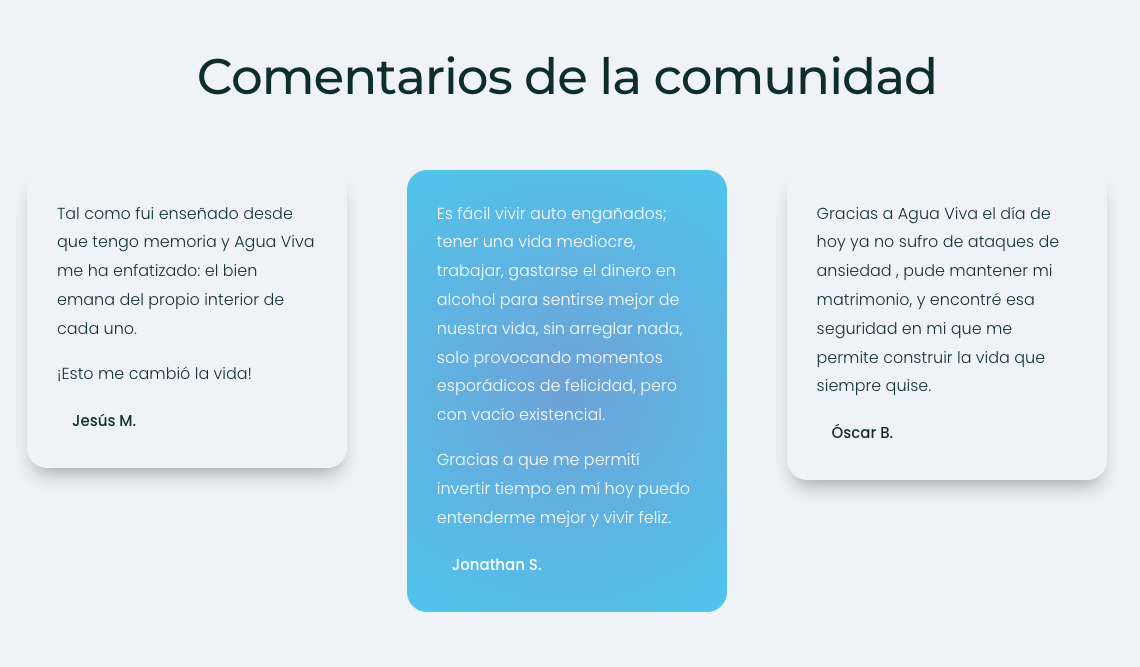 Comentarios de la comunidad
Tal como fui enseñado desde
que tengo memoria y Agua Viva
me ha enfatizado: el bien
emana del propio interior de
cada uno.
¡Esto me cambió la vida!
Jesús M.
Es fácil vivir auto engañados;
tener una vida mediocre,
trabajar, gastarse el dinero en
alcohol para sentirse mejor de
nuestra vida, sin arreglar nada,
solo provocando momentos
esporádicos de felicidad, pero
con vacío existencial.
Gracias a que me permití
invertir tiempo en mí hoy puedo
entenderme mejor y vivir feliz.
Jonathan S.
Gracias a Agua Viva el día de
hoy ya no sufro de ataques de
ansiedad , pude mantener mi
matrimonio, y encontré esa
seguridad en mi que me
permite construir la vida que
siempre quise.
Óscar B.